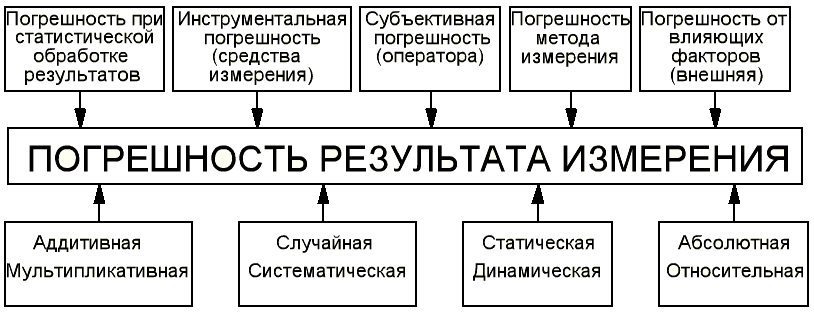 Погрешность при
статистической
обработке
результатов
Инструментальная
погрешность
(средства
измерения)
Субъективная
погрешность
(оператора)
Погрешность
метода
измерения
Погрешность от
влияющих
факторов
(внешняя)
ПОГРЕШНОСТЬ РЕЗУЛЬТАТА ИЗМЕРЕНИЯ
Аддитивная
Мультипликативная
Случайная
Систематическая
Статическая
Динамическая
Абсолютная
Относительная